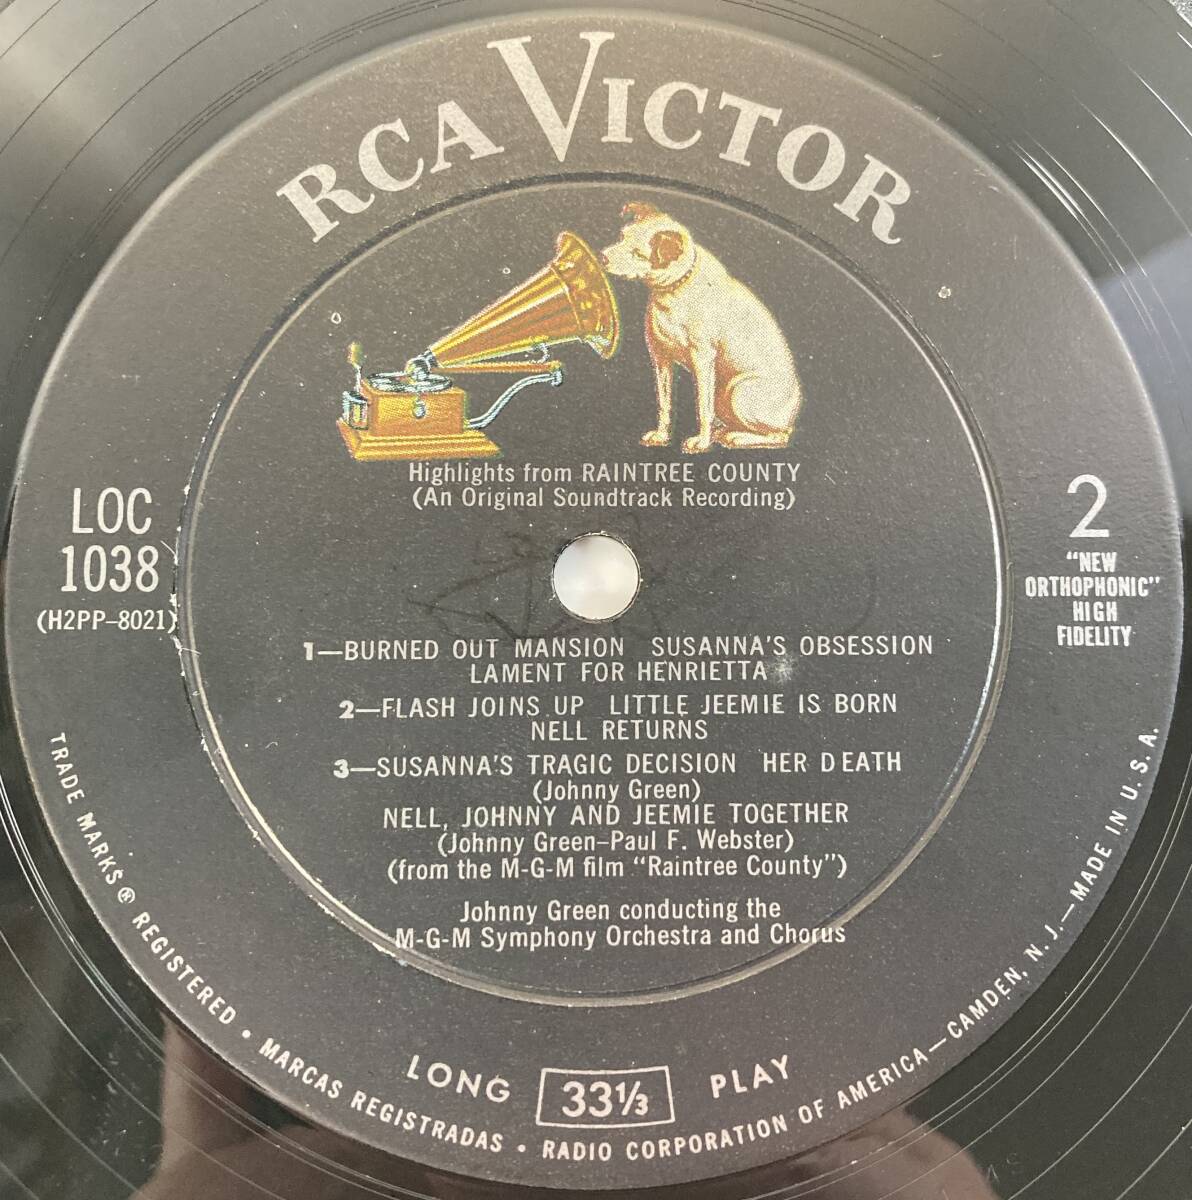 RCA VICTOR
Highlights from RAINTREE COUNTY
(An Original Soundtrack Recording)
LOC
1038
(H2PP-8021)
2
"NEW
ORTHOPHONIC"
HIGH
FIDELITY
1—BURNED OUT MANSION SUSANNA'S OBSESSION
LAMENT FOR HENRIETTA
2—FLASH JOINS UP LITTLE JEEMIE IS BORN
NELL RETURNS
3—SUSANNA'S TRAGIC DECISION HER DEATH
(Johnny Green)
NELL, JOHNNY AND JEEMIE TOGETHER
(Johnny Green-Paul F. Webster)
(from the M-G-M film "Raintree County")
Johnny Green conducting the
M-G-M Symphony Orchestra and Chorus
LONG 33⅓ PLAY
TRADE MARKS ® REGISTERED • MARCAS REGISTRADAS • RADIO CORPORATION OF AMERICA—CAMDEN, N. J.—MADE IN U. S. A.